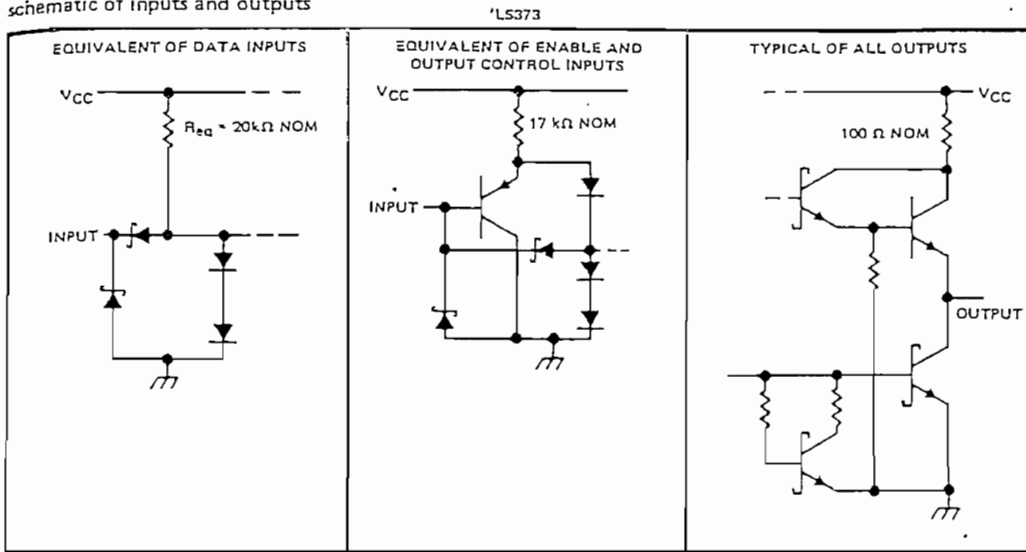 schematic of inputs and outputs
'LS373
EQUIVALENT OF DATA INPUTS
VCC
Req = 20kΩ NOM
INPUT
EQUIVALENT OF ENABLE AND
OUTPUT CONTROL INPUTS
VCC
17 kΩ NOM
INPUT
TYPICAL OF ALL OUTPUTS
VCC
100 Ω NOM
OUTPUT